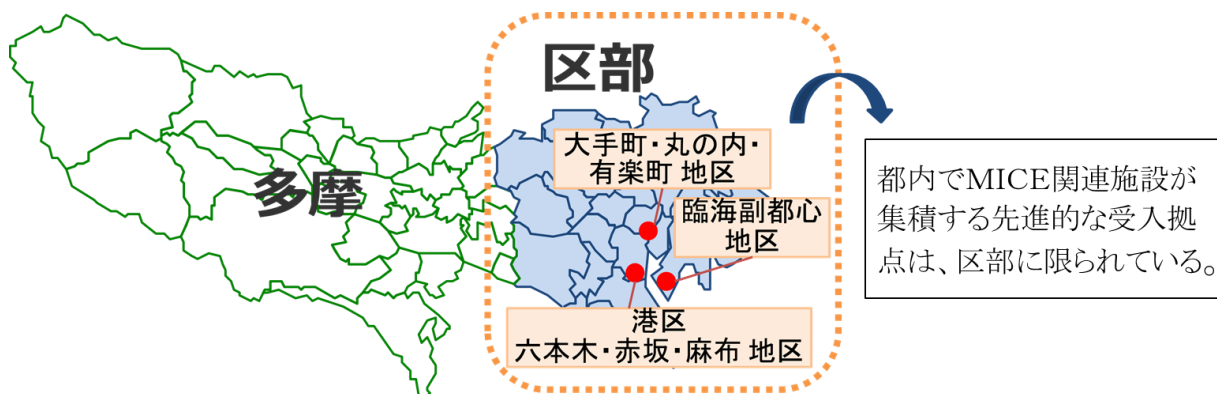 区部
大手町・丸の内・
有楽町 地区
多摩
臨海副都心
地区
港区
六本木・赤坂・麻布 地区
都内でMICE関連施設が
集積する先進的な受入拠
点は、区部に限られている。